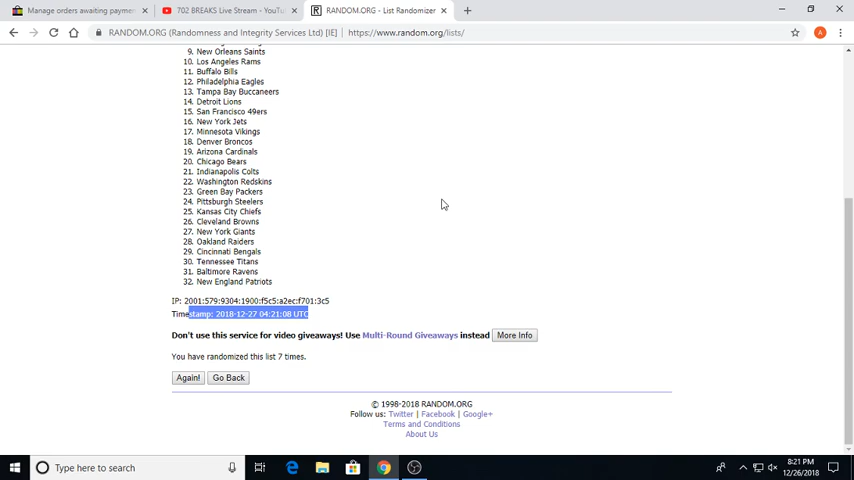 Manage orders awaiting paymen
702 BREAKS Live Stream - YouTu
RANDOM.ORG - List Randomizer
RANDOM.ORG (Randomness and Integrity Services Ltd) [IE] | https://www.random.org/lists/
9. New Orleans Saints
10. Los Angeles Rams
11. Buffalo Bills
12. Philadelphia Eagles
13. Tampa Bay Buccaneers
14. Detroit Lions
15. San Francisco 49ers
16. New York Jets
17. Minnesota Vikings
18. Denver Broncos
19. Arizona Cardinals
20. Chicago Bears
21. Indianapolis Colts
22. Washington Redskins
23. Green Bay Packers
24. Pittsburgh Steelers
25. Kansas City Chiefs
26. Cleveland Browns
27. New York Giants
28. Oakland Raiders
29. Cincinnati Bengals
30. Tennessee Titans
31. Baltimore Ravens
32. New England Patriots
IP: 2001:579:9304:1900:f5c5:a2ec:f701:3c5
Timestamp: 2018-12-27 04:21:08 UTC
Don't use this service for video giveaways! Use Multi-Round Giveaways instead More Info
You have randomized this list 7 times.
Again! Go Back
© 1998-2018 RANDOM.ORG
Follow us: Twitter | Facebook | Google+
Terms and Conditions
About Us
Type here to search
8:21 PM
12/26/2018